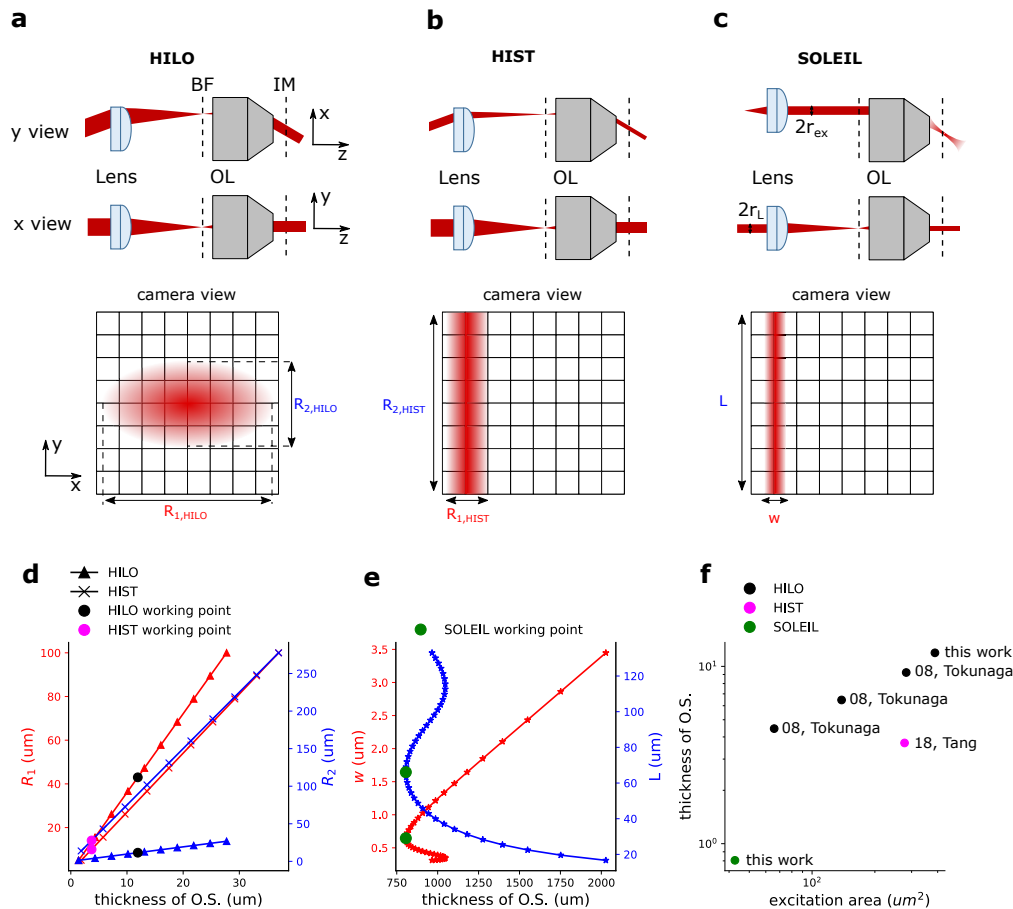 a
b
c
HILO
HIST
SOLEIL
BF
IM
x
z
y view
2r_ex
Lens
OL
Lens
OL
y
z
x view
2r_L
camera view
camera view
camera view
R_2,HILO
R_2,HIST
L
y
x
R_1,HILO
R_1,HIST
w
d
HILO
HIST
HILO working point
HIST working point
R_1 (um)
100
80
60
40
20
0
10
20
30
thickness of O.S. (um)
250
200
150
100
50
0
R_2 (um)
e
SOLEIL working point
w (um)
3.5
3.0
2.5
2.0
1.5
1.0
0.5
750
1000
1250
1500
1750
2000
thickness of O.S. (um)
120
100
80
60
40
20
L (um)
f
HILO
HIST
SOLEIL
thickness of O.S.
10^1
10^0
this work
08, Tokunaga
08, Tokunaga
08, Tokunaga
18, Tang
this work
10^2
excitation area (um^2)